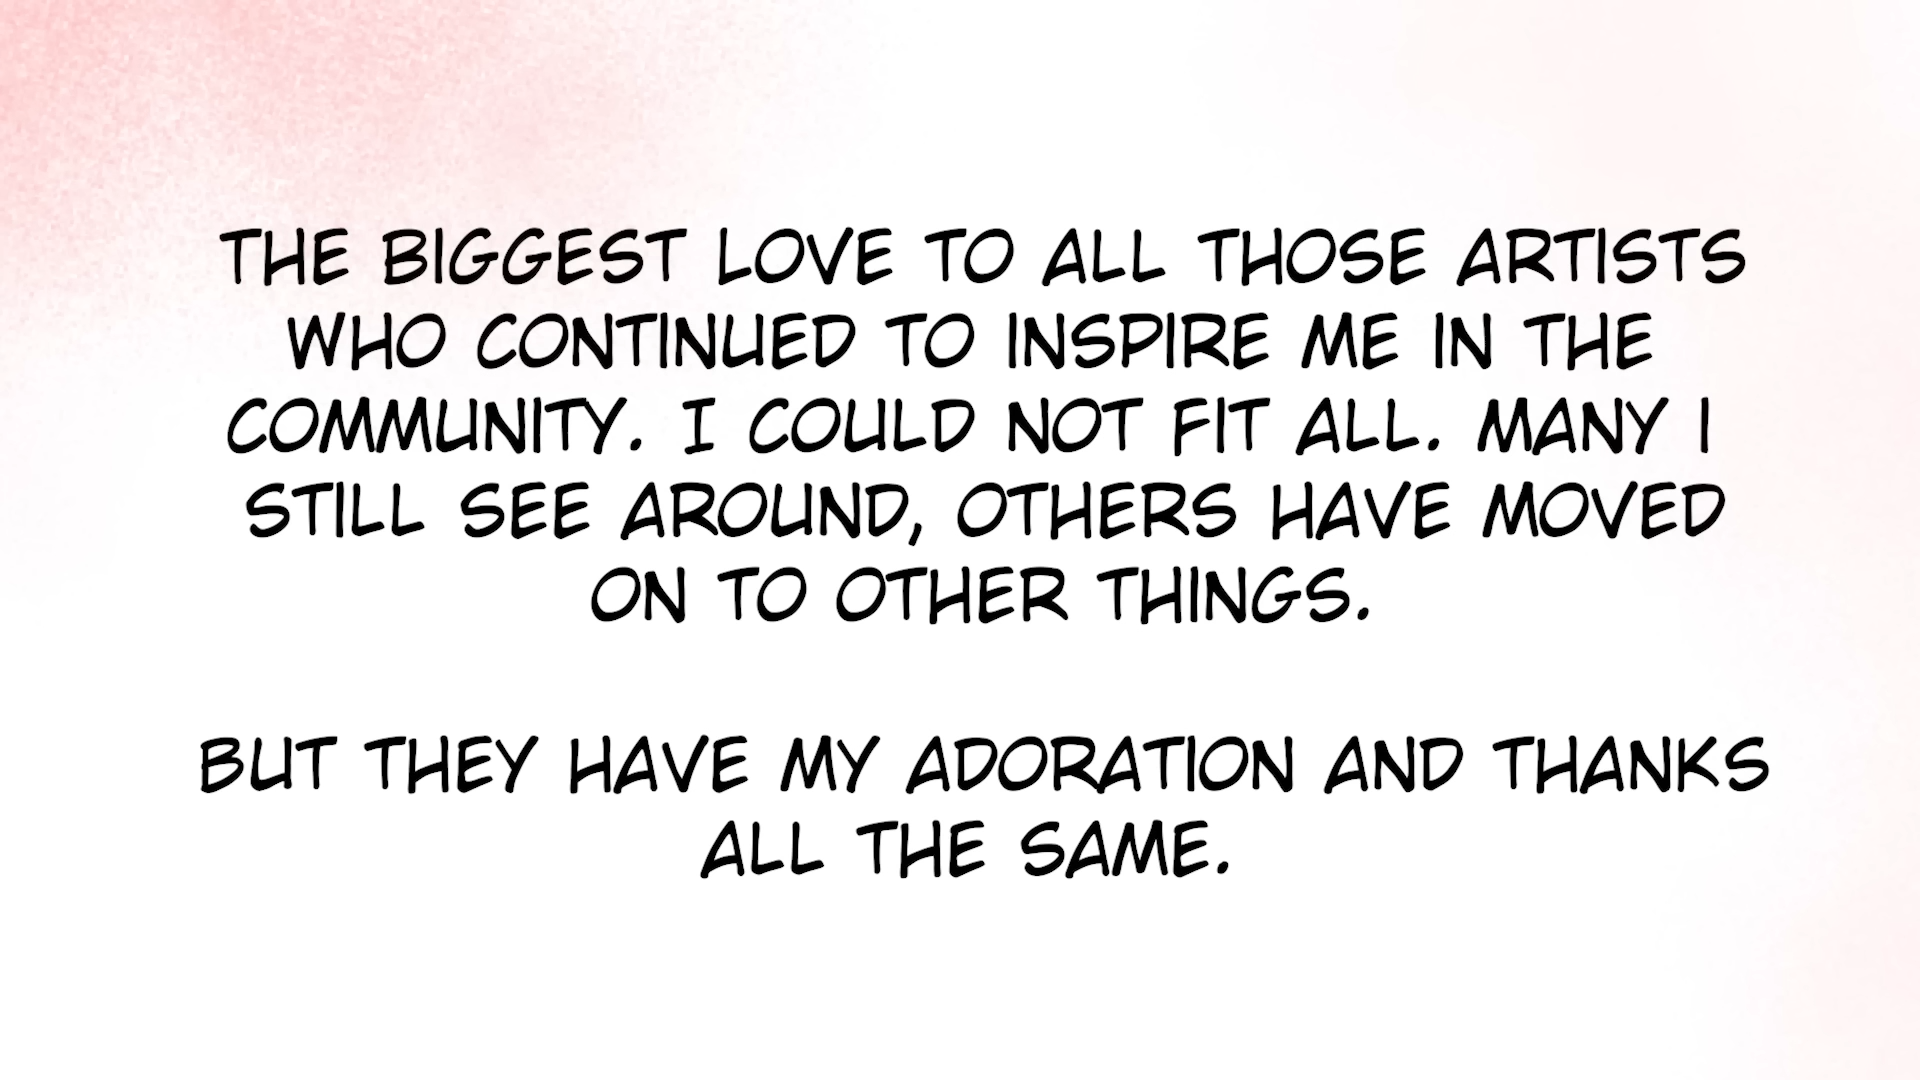 THE BIGGEST LOVE TO ALL THOSE ARTISTS
WHO CONTINUED TO INSPIRE ME IN THE
COMMUNITY. I COULD NOT FIT ALL. MANY I
STILL SEE AROUND, OTHERS HAVE MOVED
ON TO OTHER THINGS.
BUT THEY HAVE MY ADORATION AND THANKS
ALL THE SAME.